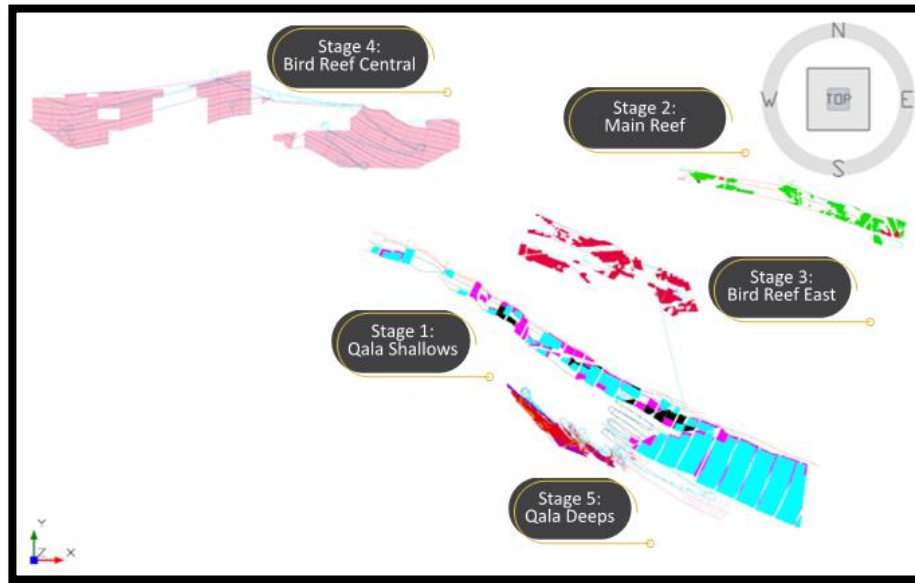 Stage 4:
Bird Reef Central
N
Stage 2:
Main Reef
W
TOP
E
S
Stage 3:
Bird Reef East
Stage 1:
Qala Shallows
Stage 5:
Qala Deeps
Y
Z
X